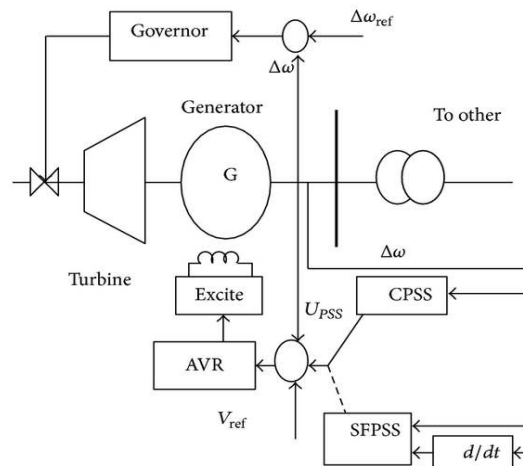 Governor
Δω_ref
Δω
Generator
To other
G
Turbine
Δω
Excite
U_PSS
CPSS
AVR
V_ref
SFPSS
d/dt